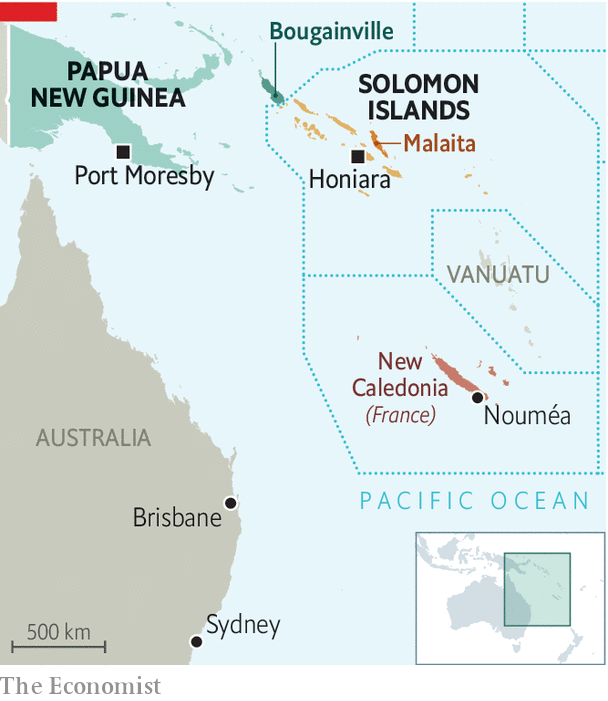 Bougainville
PAPUA
NEW GUINEA
SOLOMON
ISLANDS
Malaita
Port Moresby
Honiara
VANUATU
New
Caledonia
(France)
Nouméa
AUSTRALIA
PACIFIC OCEAN
Brisbane
Sydney
500 km
The Economist